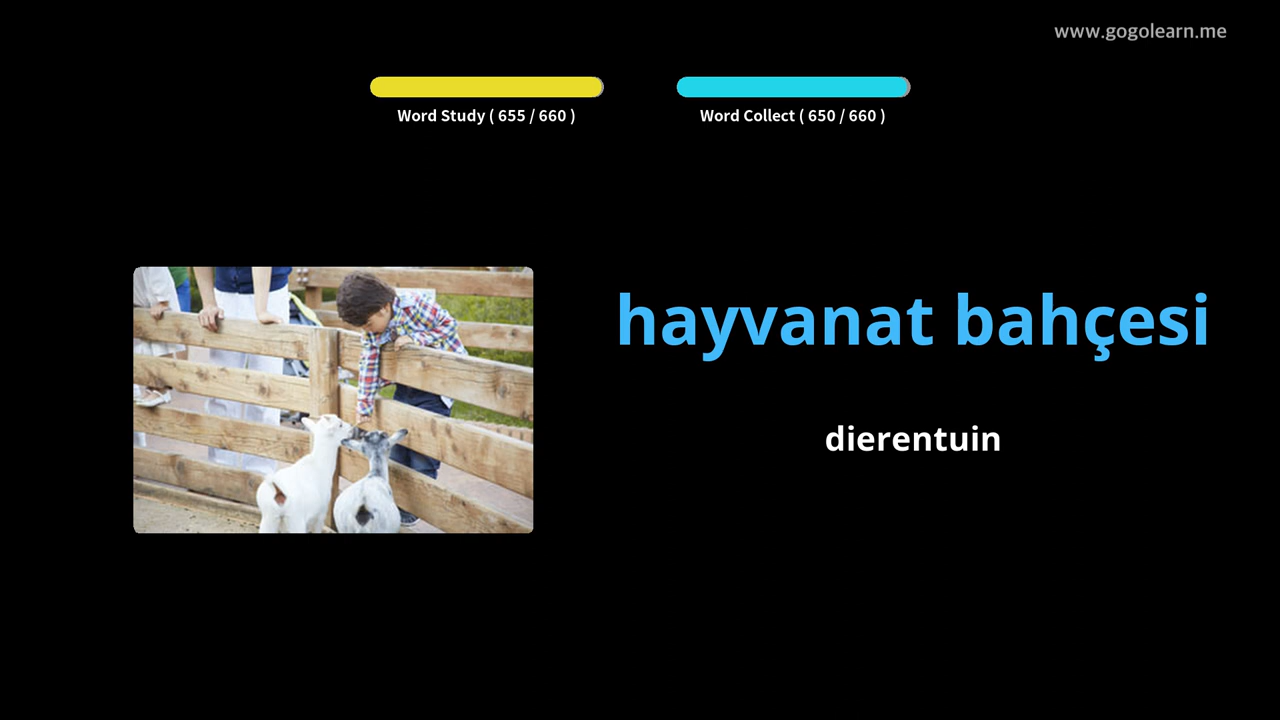 www.gogolearn.me
Word Study ( 655 / 660 )
Word Collect ( 650 / 660 )
hayvanat bahçesi
dierentuin